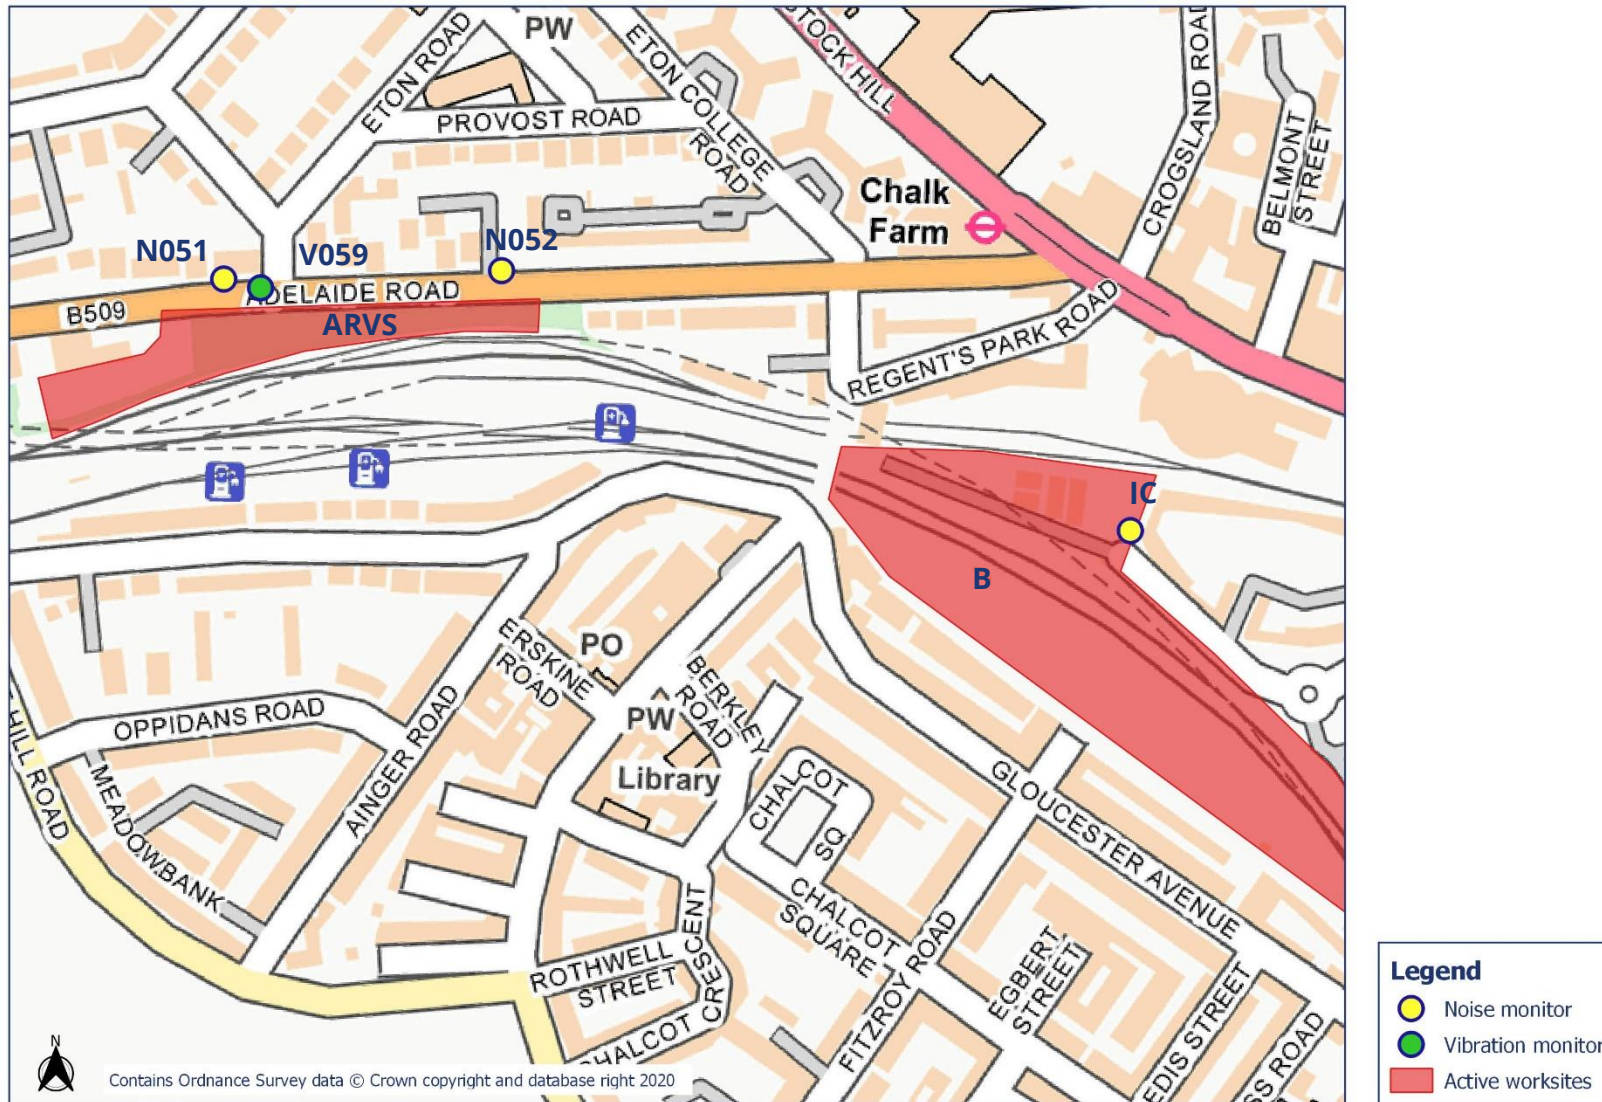 PW
ETON ROAD
ETON COLLEGE
ROAD
STOCK HILL
CROGSLAND ROAD
BELMONT
STREET
PROVOST ROAD
Chalk
Farm
N051
V059
N052
ADELAIDE ROAD
B509
ARVS
REGENT'S PARK ROAD
IC
B
PO
ERSKINE
ROAD
BERKLEY
ROAD
PW
Library
OPPIDANS ROAD
AINGER ROAD
HILL ROAD
MEADOWBANK
CHALCOT
SQ
GLOUCESTER AVENUE
CHALCOT
SQUARE
ROTHWELL
STREET
CHALCOT CRESCENT
FITZROY ROAD
EGBERT
STREET
EDIS STREET
SS ROAD
N
Contains Ordnance Survey data © Crown copyright and database right 2020
Legend
Noise monitor
Vibration monitor
Active worksites